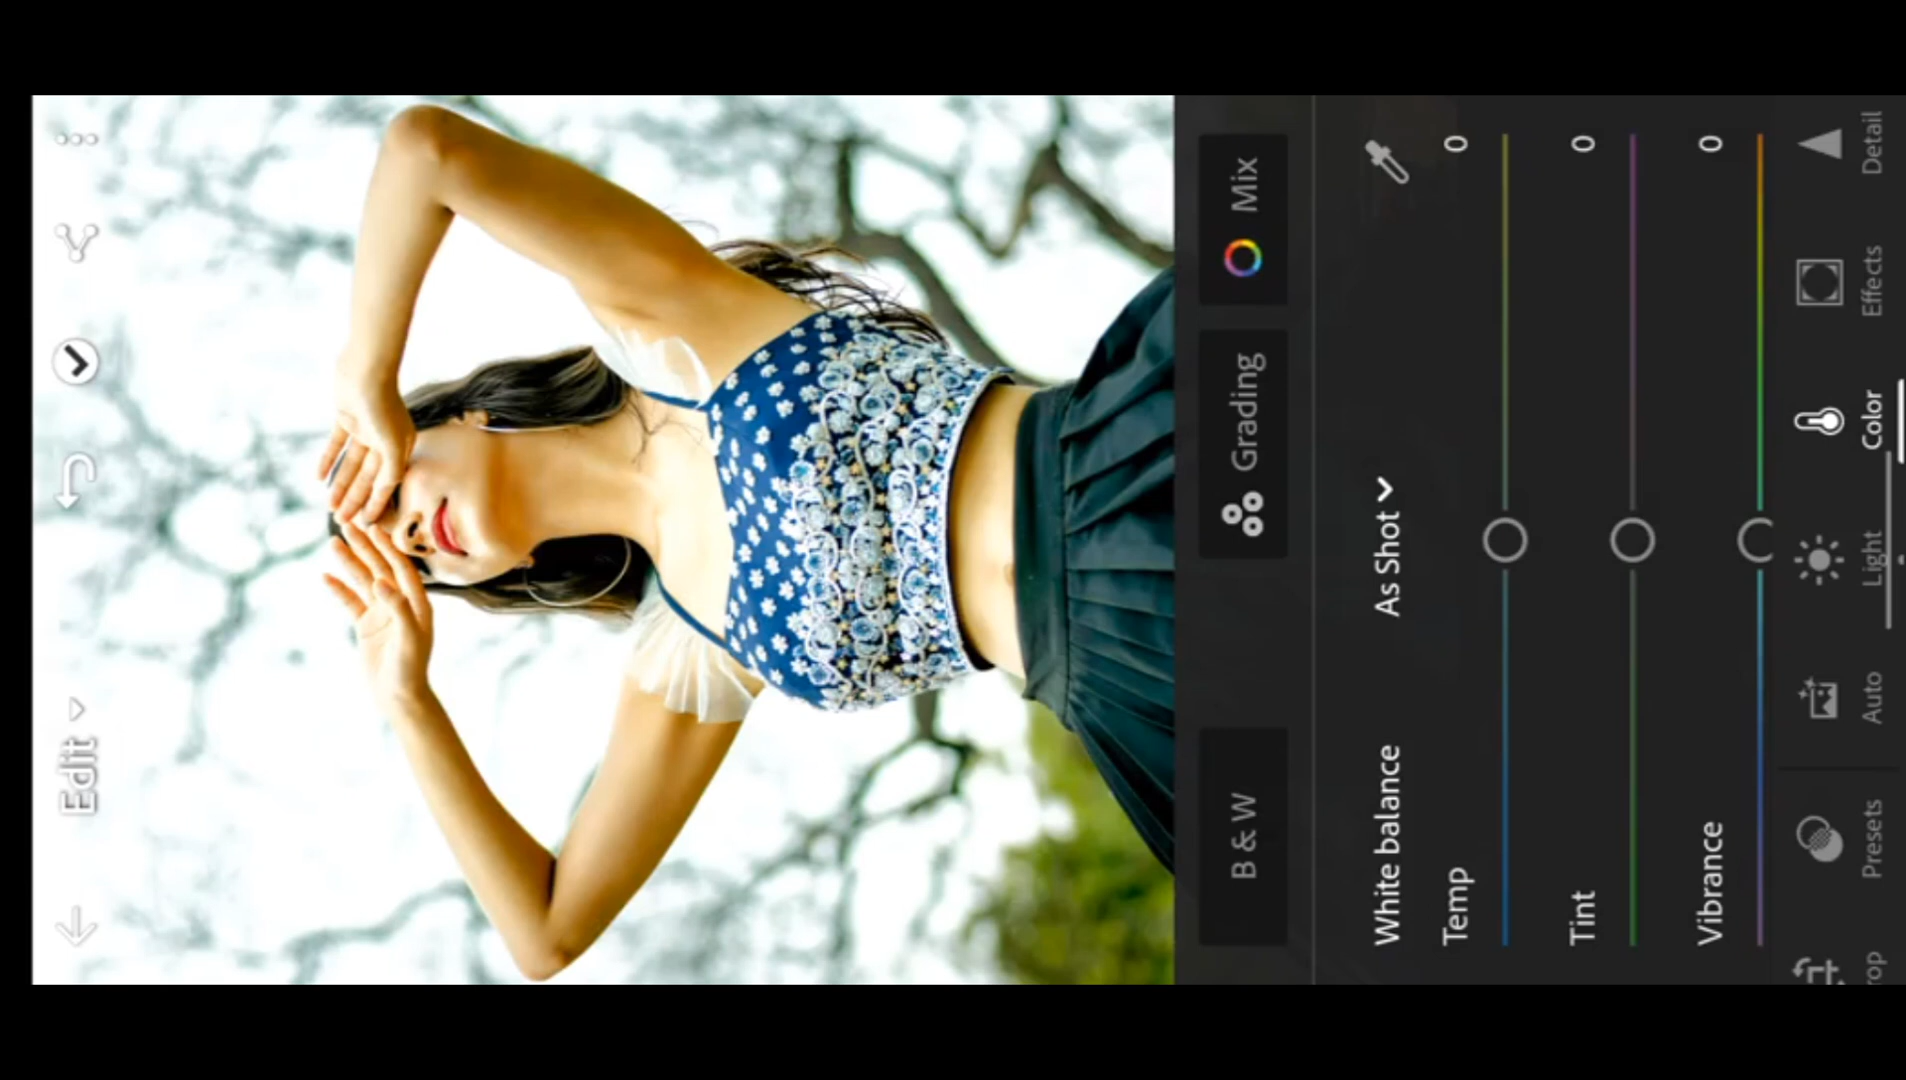 Edit
B & W
Grading
Mix
White balance
As Shot
Temp
0
Tint
0
Vibrance
0
rop
Presets
Auto
Light
Color
Effects
Detail